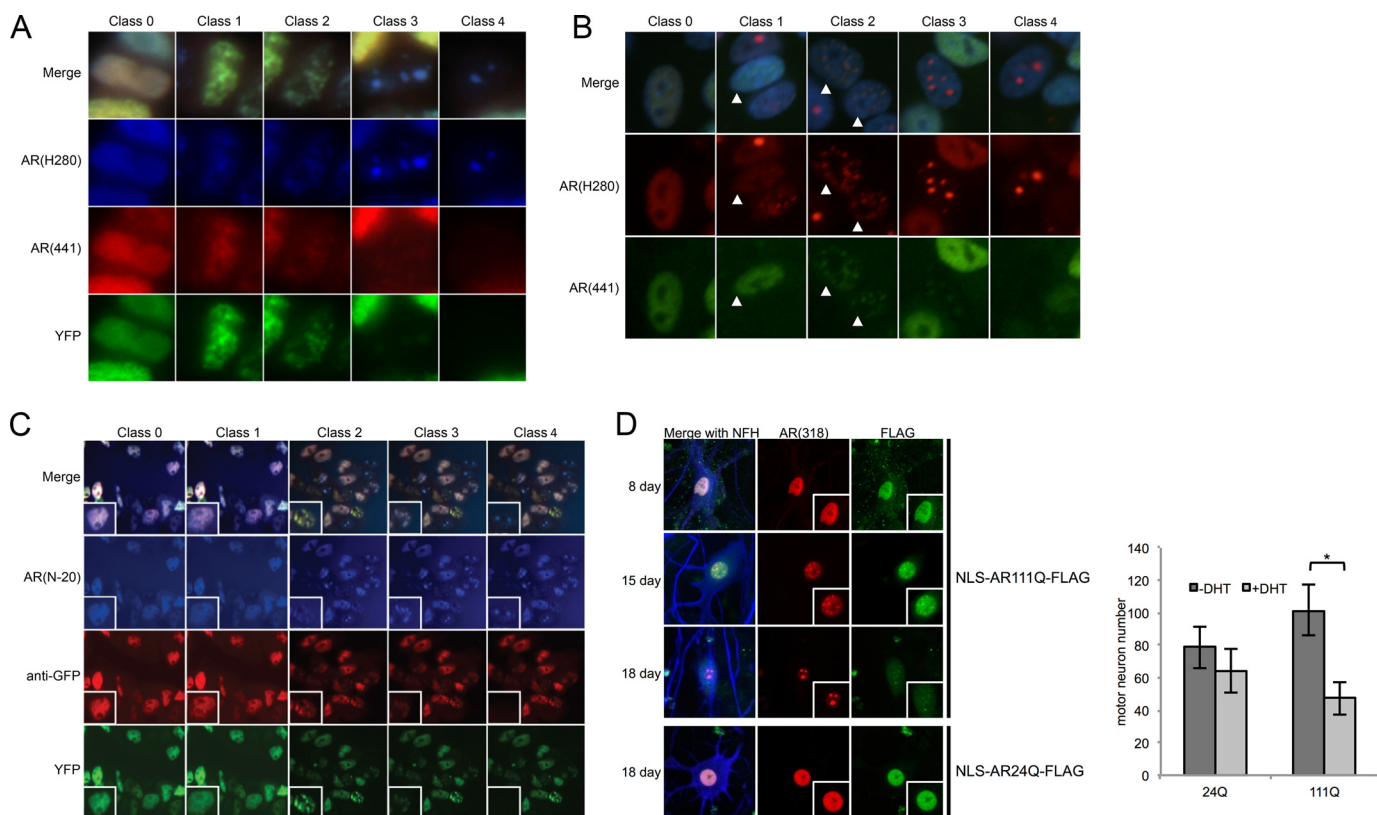 A
Class 0 Class 1 Class 2 Class 3 Class 4
Merge
AR(H280)
AR(441)
YFP
B
Class 0 Class 1 Class 2 Class 3 Class 4
Merge
AR(H280)
AR(441)
C
Class 0 Class 1 Class 2 Class 3 Class 4
Merge
AR(N-20)
anti-GFP
YFP
D
Merge with NFH AR(318) FLAG
8 day
15 day
18 day
18 day
NLS-AR111Q-FLAG
NLS-AR24Q-FLAG
motor neuron number
140
120
100
80
60
40
20
0
-DHT +DHT
*
24Q 111Q